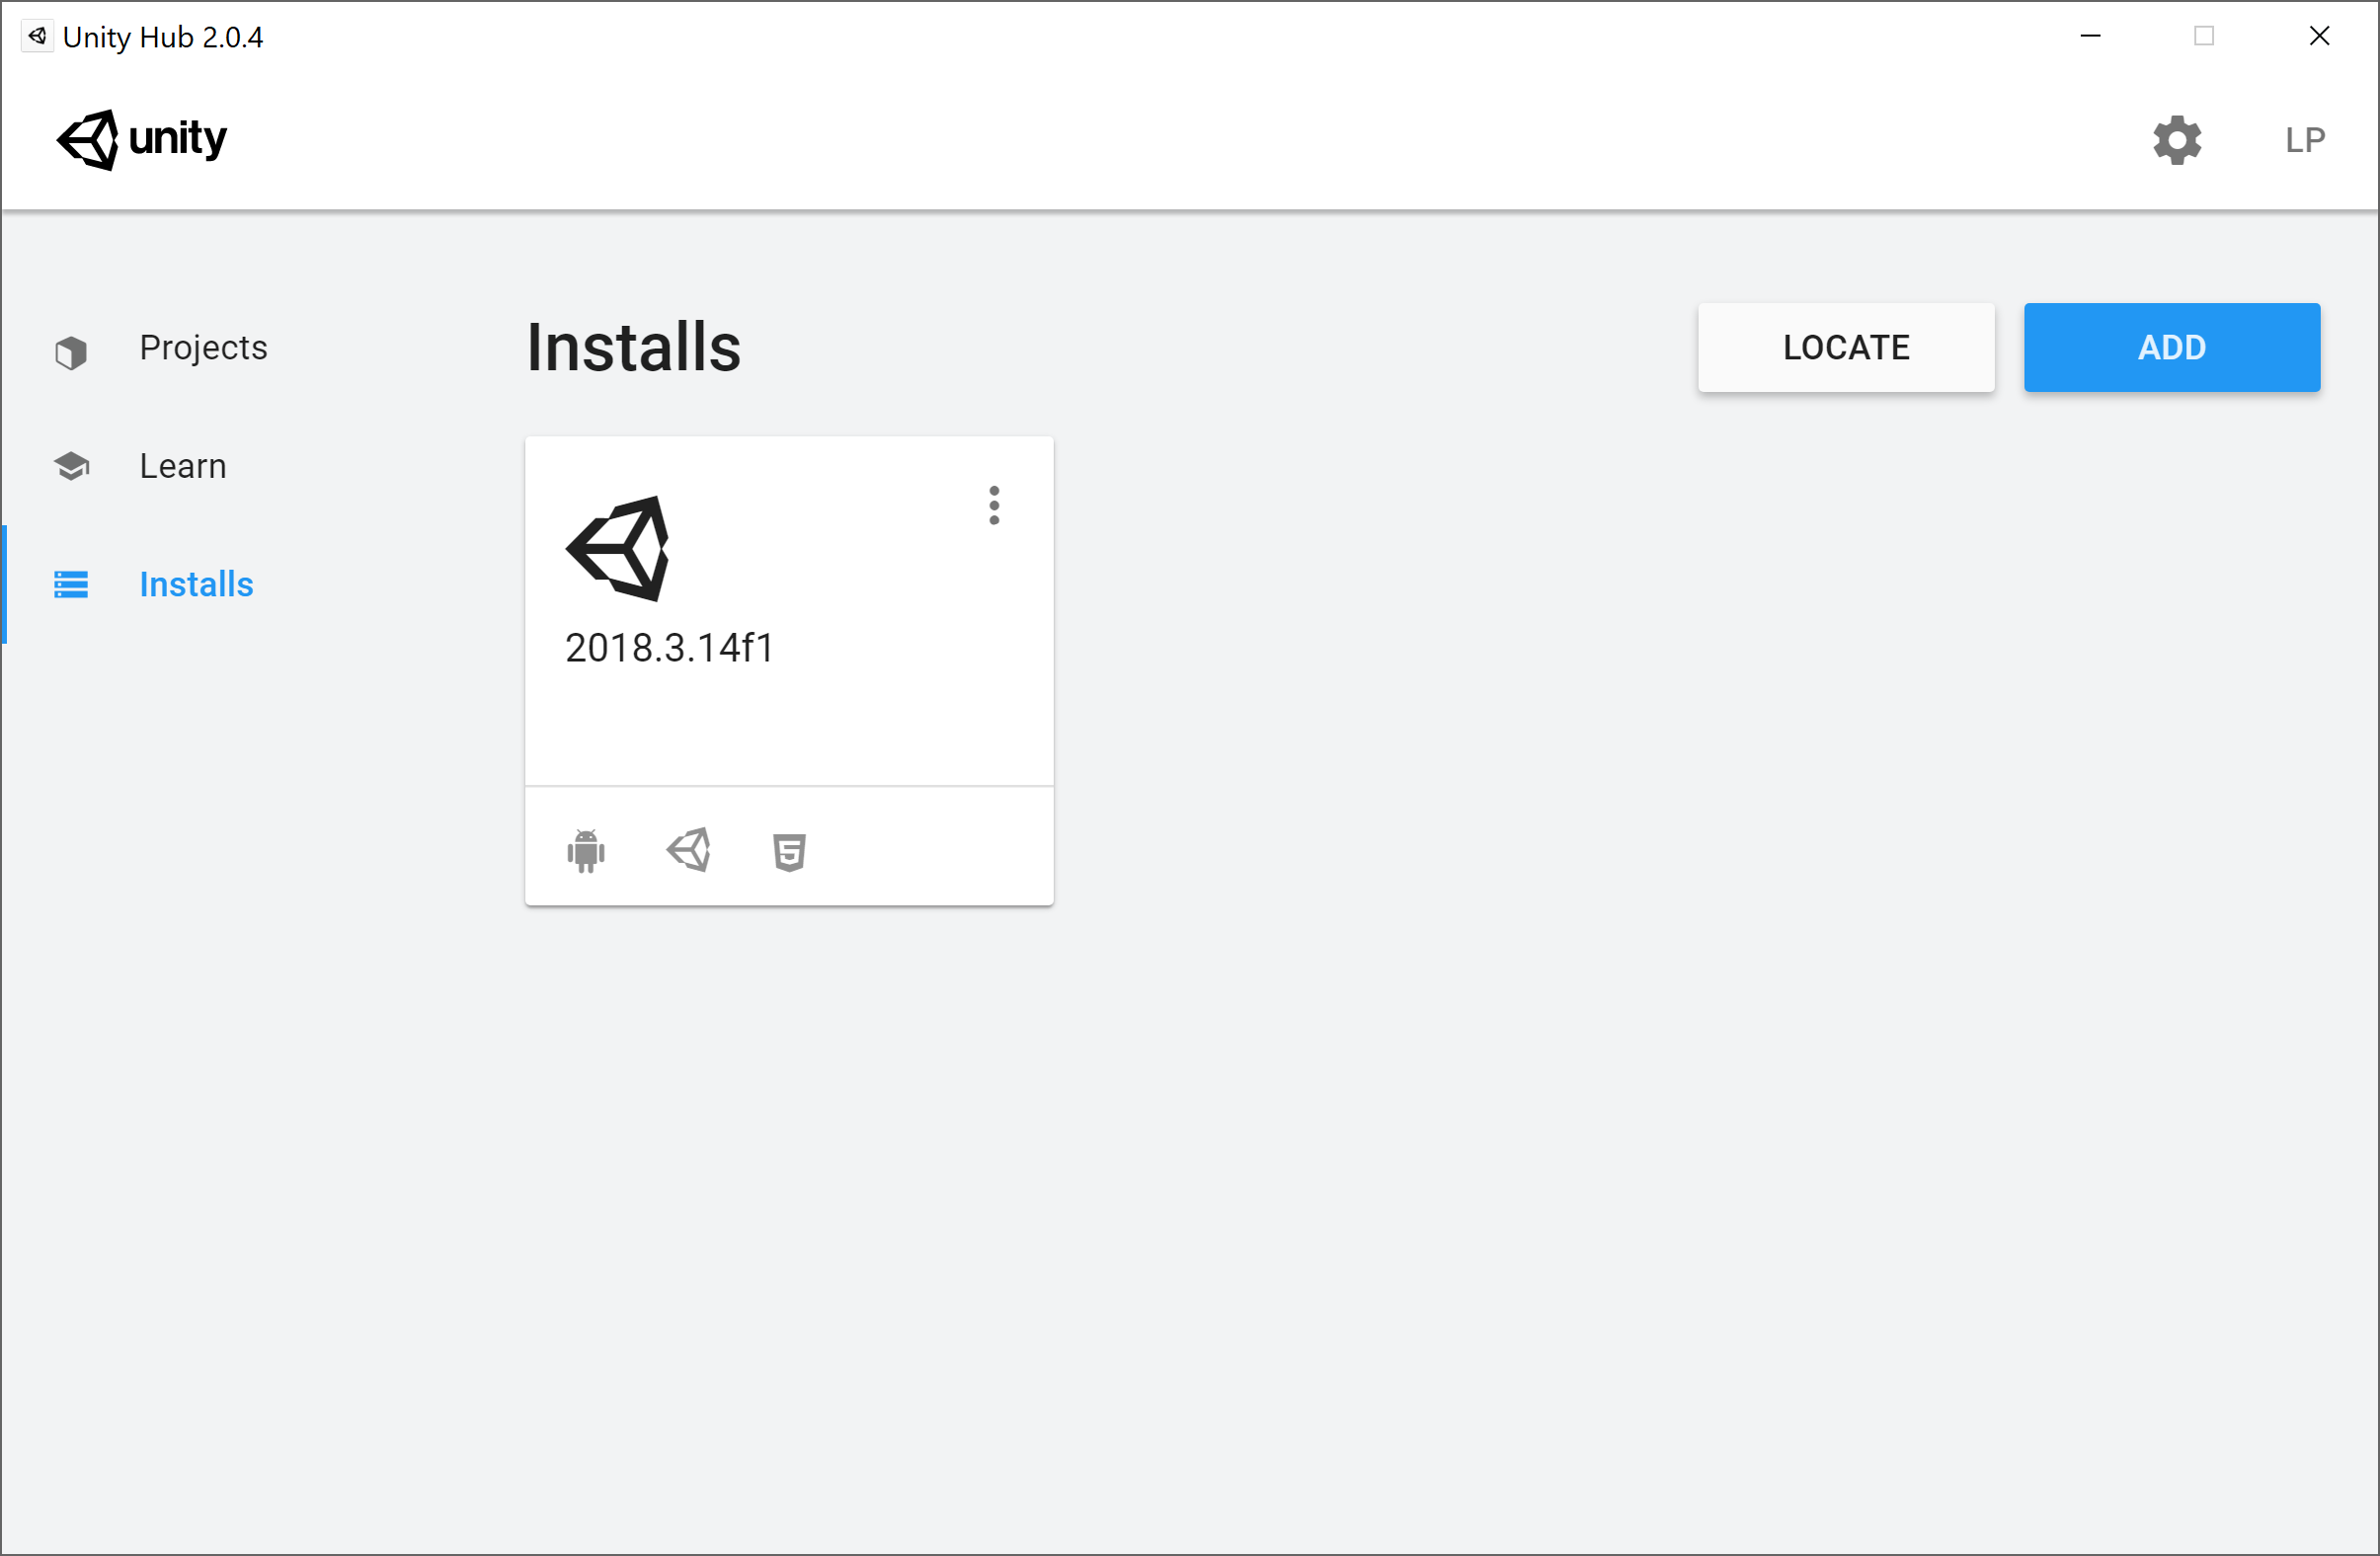 Unity Hub 2.0.4
unity
LP
Projects
Learn
Installs
Installs
LOCATE
ADD
2018.3.14f1